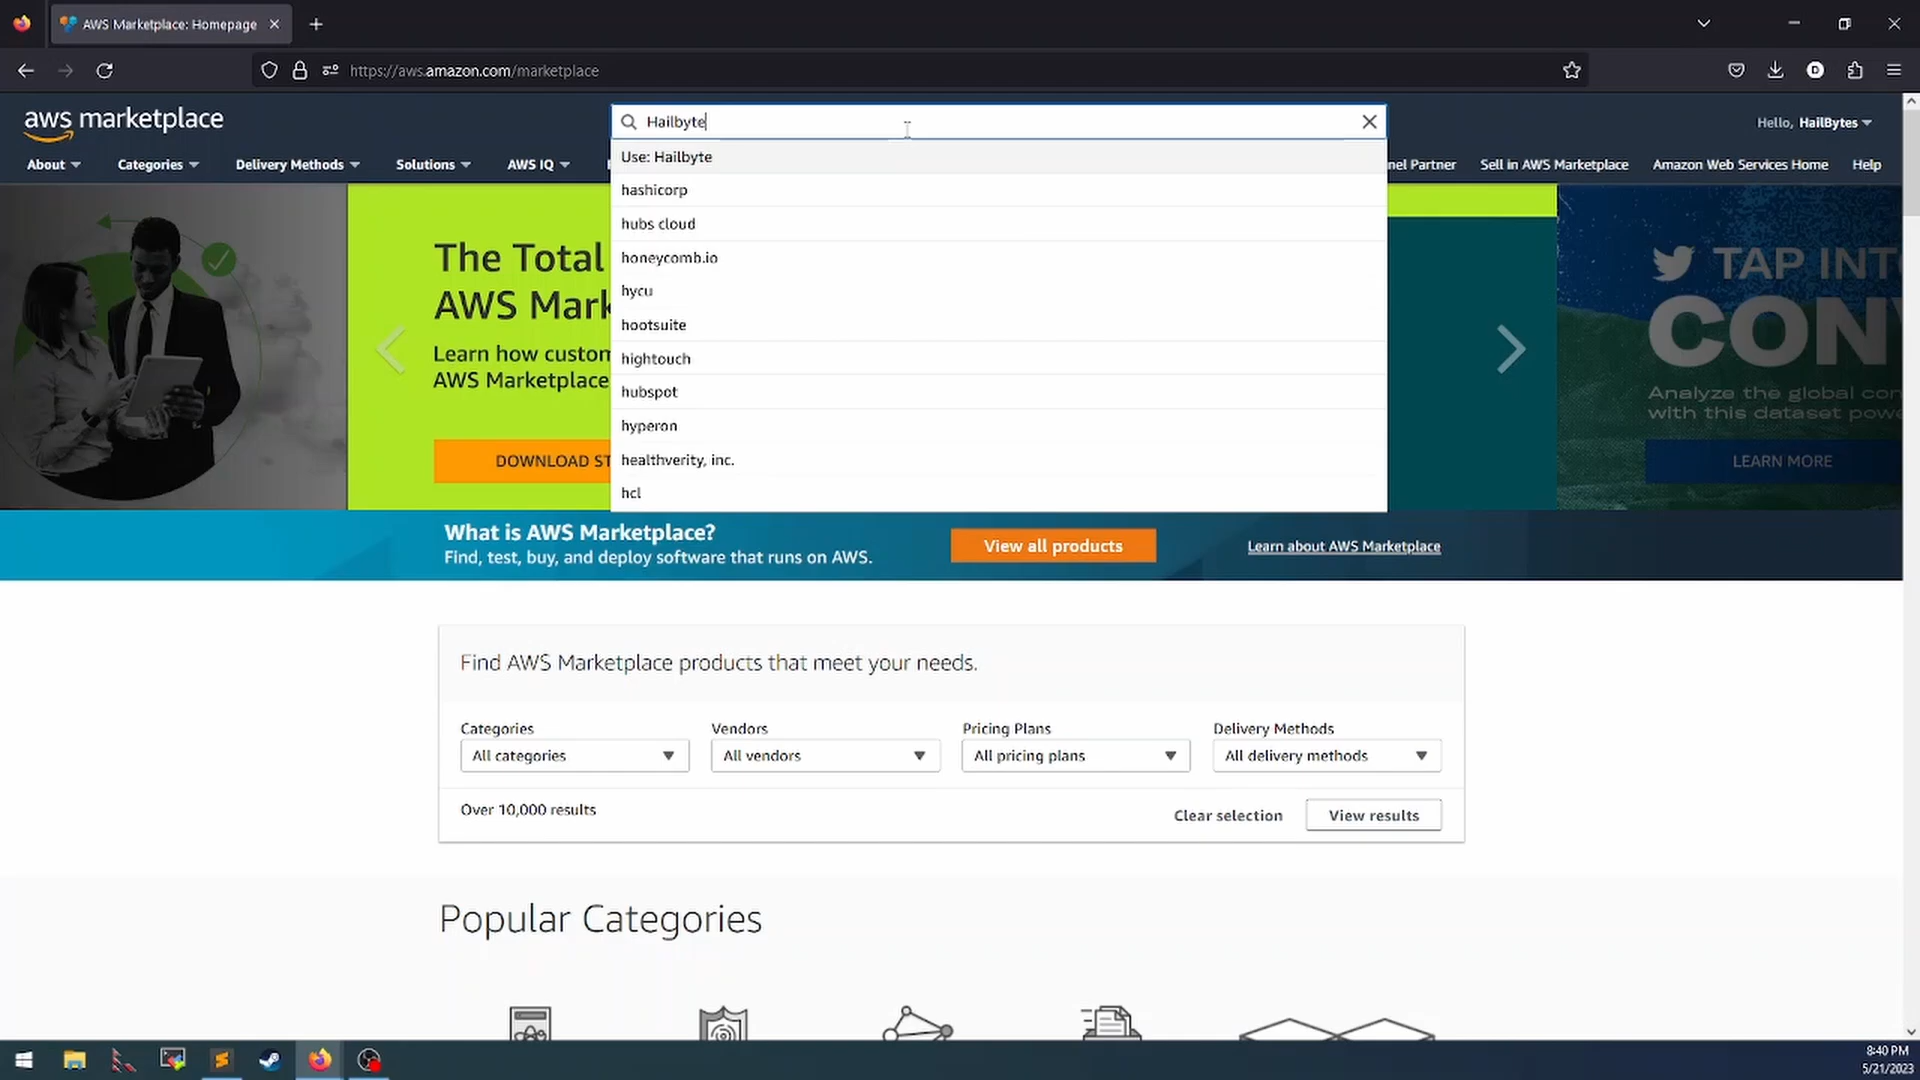 AWS Marketplace: Homepage
https://aws.amazon.com/marketplace
aws marketplace
Hailbyte
Hello, HailBytes
About
Categories
Delivery Methods
Solutions
AWS IQ
nel Partner
Sell in AWS Marketplace
Amazon Web Services Home
Help
Use: Hailbyte
hashicorp
hubs cloud
honeycomb.io
hycu
hootsuite
hightouch
hubspot
hyperon
healthverity, inc.
hcl
The Total
AWS Mark
Learn how custom
AWS Marketplace
DOWNLOAD ST
TAP INT
CON
Analyze the global con
with this dataset powe
LEARN MORE
What is AWS Marketplace?
Find, test, buy, and deploy software that runs on AWS.
View all products
Learn about AWS Marketplace
Find AWS Marketplace products that meet your needs.
Categories
Vendors
Pricing Plans
Delivery Methods
All categories
All vendors
All pricing plans
All delivery methods
Over 10,000 results
Clear selection
View results
Popular Categories
8:40 PM
5/21/2023